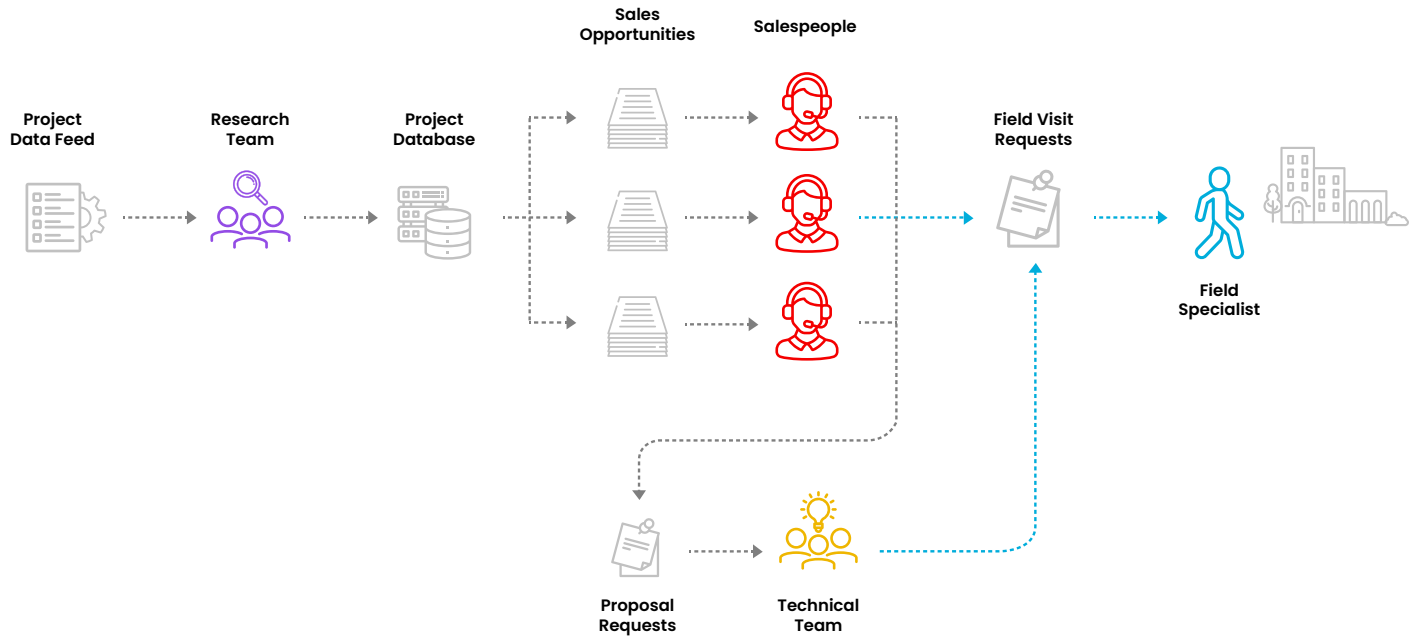 Sales
Opportunities
Salespeople
Project
Data Feed
Research
Team
Project
Database
Field Visit
Requests
Field
Specialist
Proposal
Requests
Technical
Team